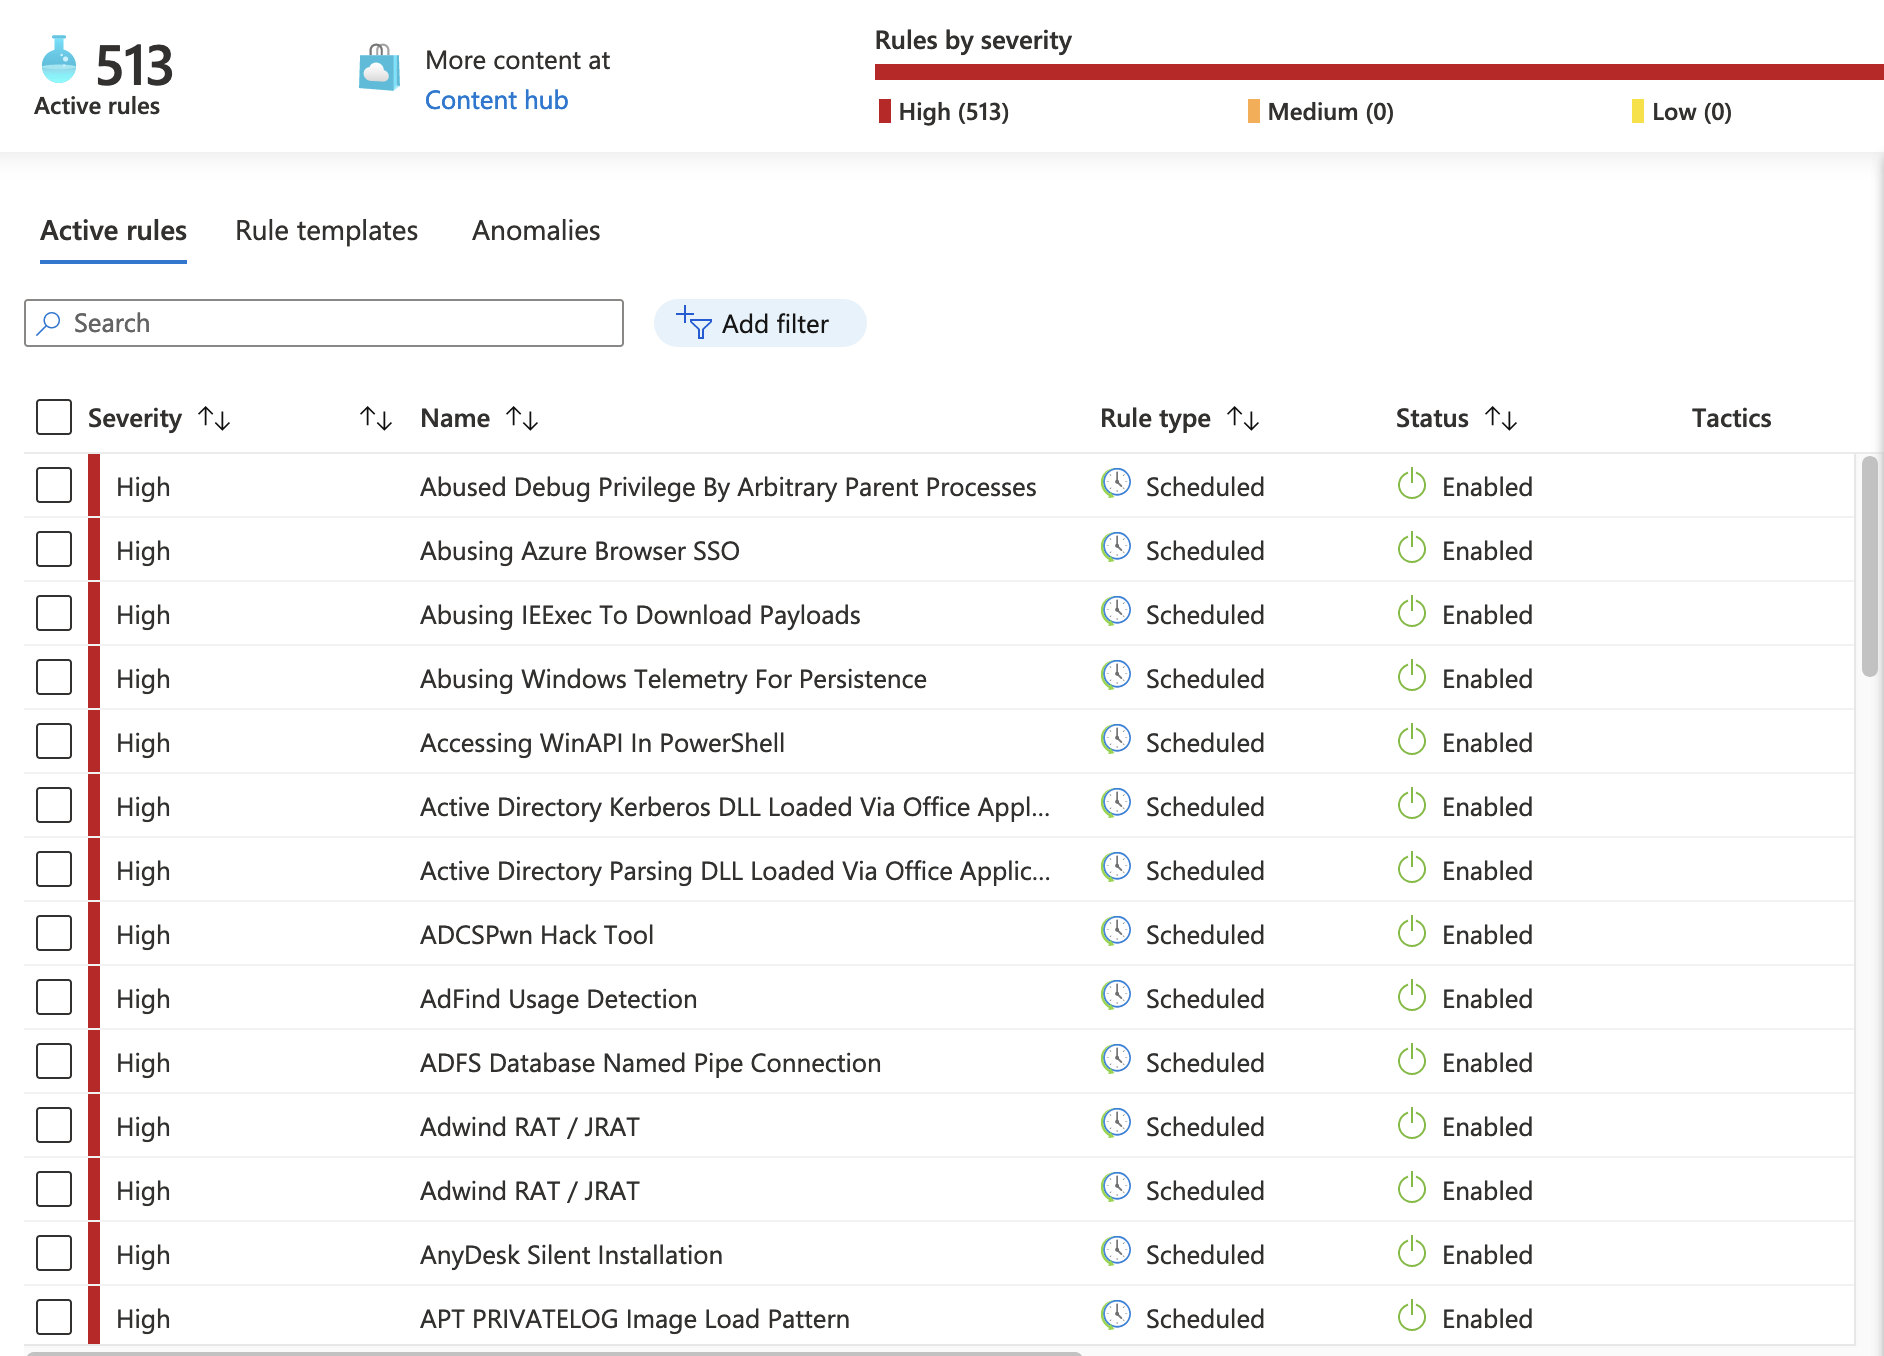 513
Active rules
More content at
Content hub
Rules by severity
High (513) Medium (0) Low (0)
Active rules Rule templates Anomalies
Search Add filter
Severity Name Rule type Status Tactics
High Abused Debug Privilege By Arbitrary Parent Processes Scheduled Enabled
High Abusing Azure Browser SSO Scheduled Enabled
High Abusing IEExec To Download Payloads Scheduled Enabled
High Abusing Windows Telemetry For Persistence Scheduled Enabled
High Accessing WinAPI In PowerShell Scheduled Enabled
High Active Directory Kerberos DLL Loaded Via Office Appl... Scheduled Enabled
High Active Directory Parsing DLL Loaded Via Office Applic... Scheduled Enabled
High ADCSPwn Hack Tool Scheduled Enabled
High AdFind Usage Detection Scheduled Enabled
High ADFS Database Named Pipe Connection Scheduled Enabled
High Adwind RAT / JRAT Scheduled Enabled
High Adwind RAT / JRAT Scheduled Enabled
High AnyDesk Silent Installation Scheduled Enabled
High APT PRIVATELOG Image Load Pattern Scheduled Enabled